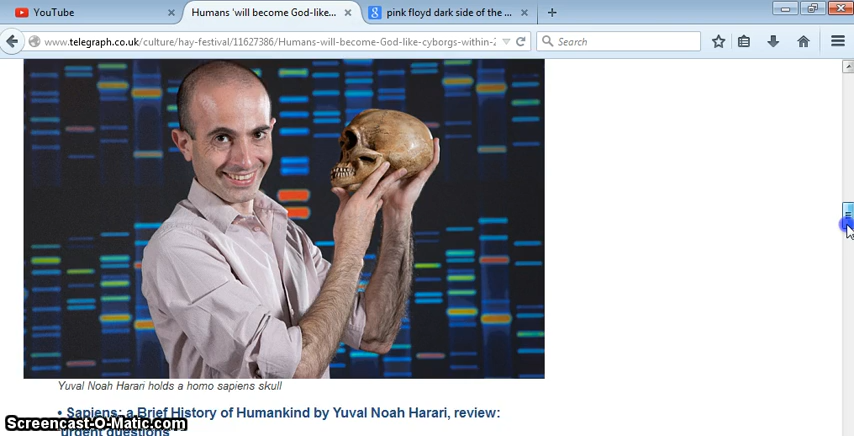 YouTube
Humans 'will become God-like...
pink floyd dark side of the ...
www.telegraph.co.uk/culture/hay-festival/11627386/Humans-will-become-God-like-cyborgs-within-2
Search
Yuval Noah Harari holds a homo sapiens skull
• Sapiens: a Brief History of Humankind by Yuval Noah Harari, review:
urgent questions
Screencast-O-Matic.com